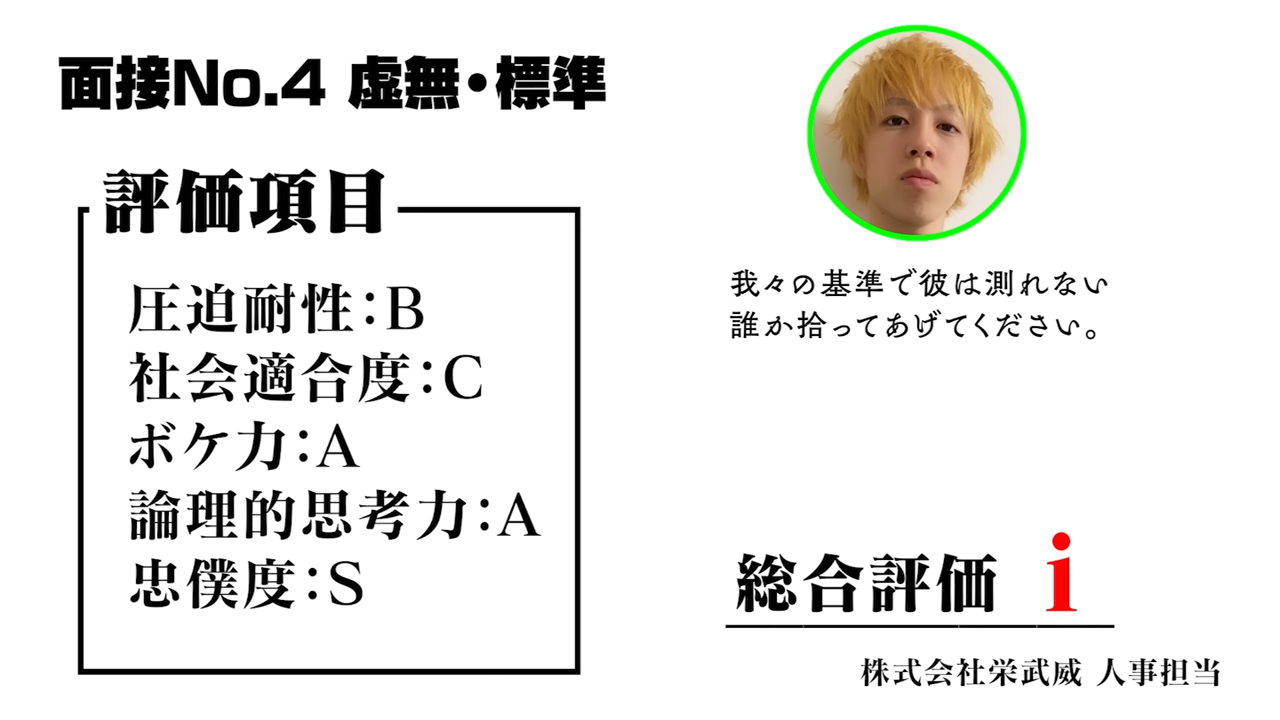 面接No.4 虚無・標準
評価項目
圧迫耐性：B
社会適合度：C
ボケ力：A
論理的思考力：A
忠僕度：S
我々の基準で彼は測れない
誰か拾ってあげてください。
総合評価 i
株式会社栄武威 人事担当